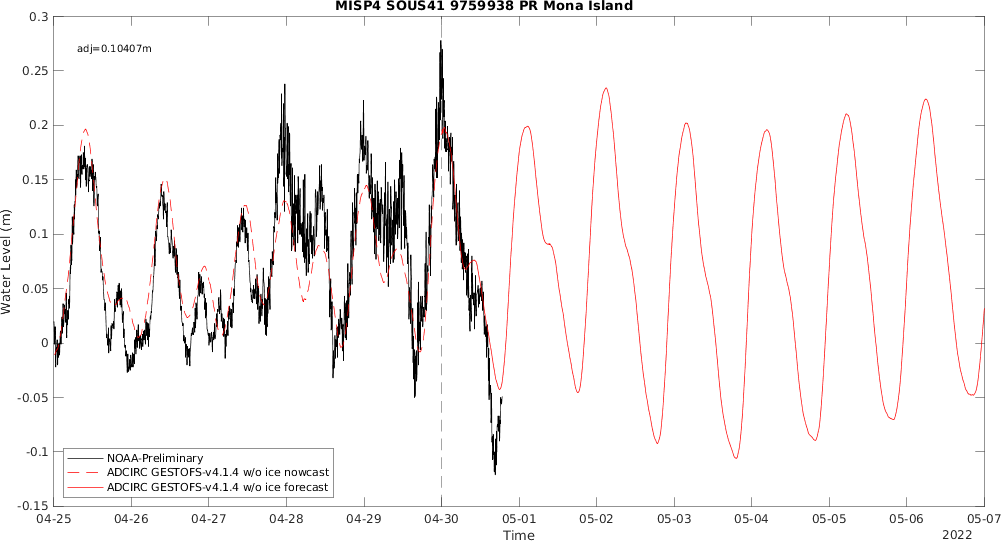 MISP4 SOUS41 9759938 PR Mona Island
adj=0.10407m
Water Level (m)
0.3
0.25
0.2
0.15
0.1
0.05
0
-0.05
-0.1
-0.15
NOAA-Preliminary
ADCIRC GESTOFS-v4.1.4 w/o ice nowcast
ADCIRC GESTOFS-v4.1.4 w/o ice forecast
04-25 04-26 04-27 04-28 04-29 04-30 05-01 05-02 05-03 05-04 05-05 05-06 05-07
Time
2022